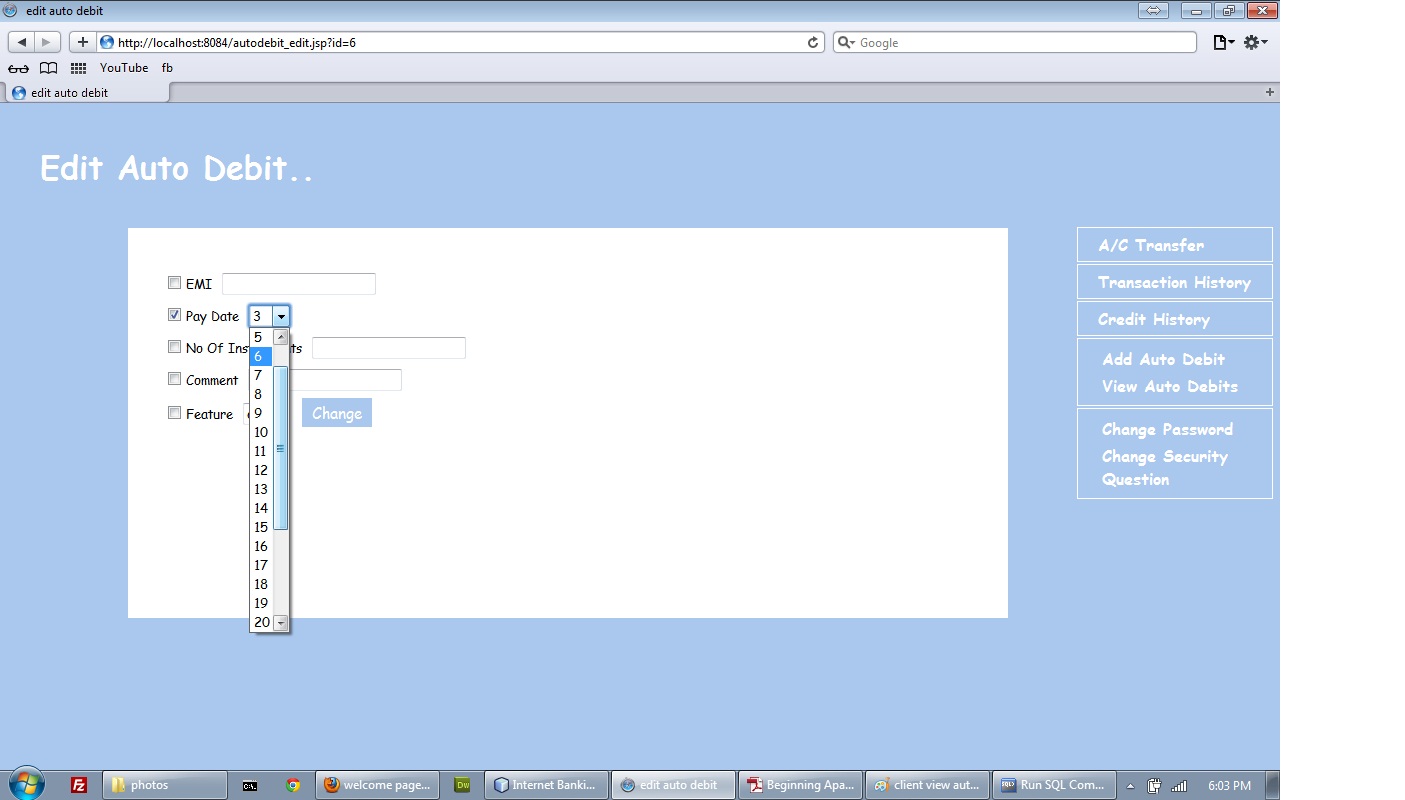 edit auto debit
http://localhost:8084/autodebit_edit.jsp?id=6
Google
YouTube fb
edit auto debit
Edit Auto Debit..
A/C Transfer
Transaction History
Credit History
Add Auto Debit
View Auto Debits
Change Password
Change Security
Question
EMI
Pay Date 3
No Of
Comment
Feature Change
5
6
7
8
9
10
11
12
13
14
15
16
17
18
19
20
photos
welcome page...
Dw
Internet Banki...
edit auto debit
Beginning Apa...
client view aut...
Run SQL Com...
6:03 PM